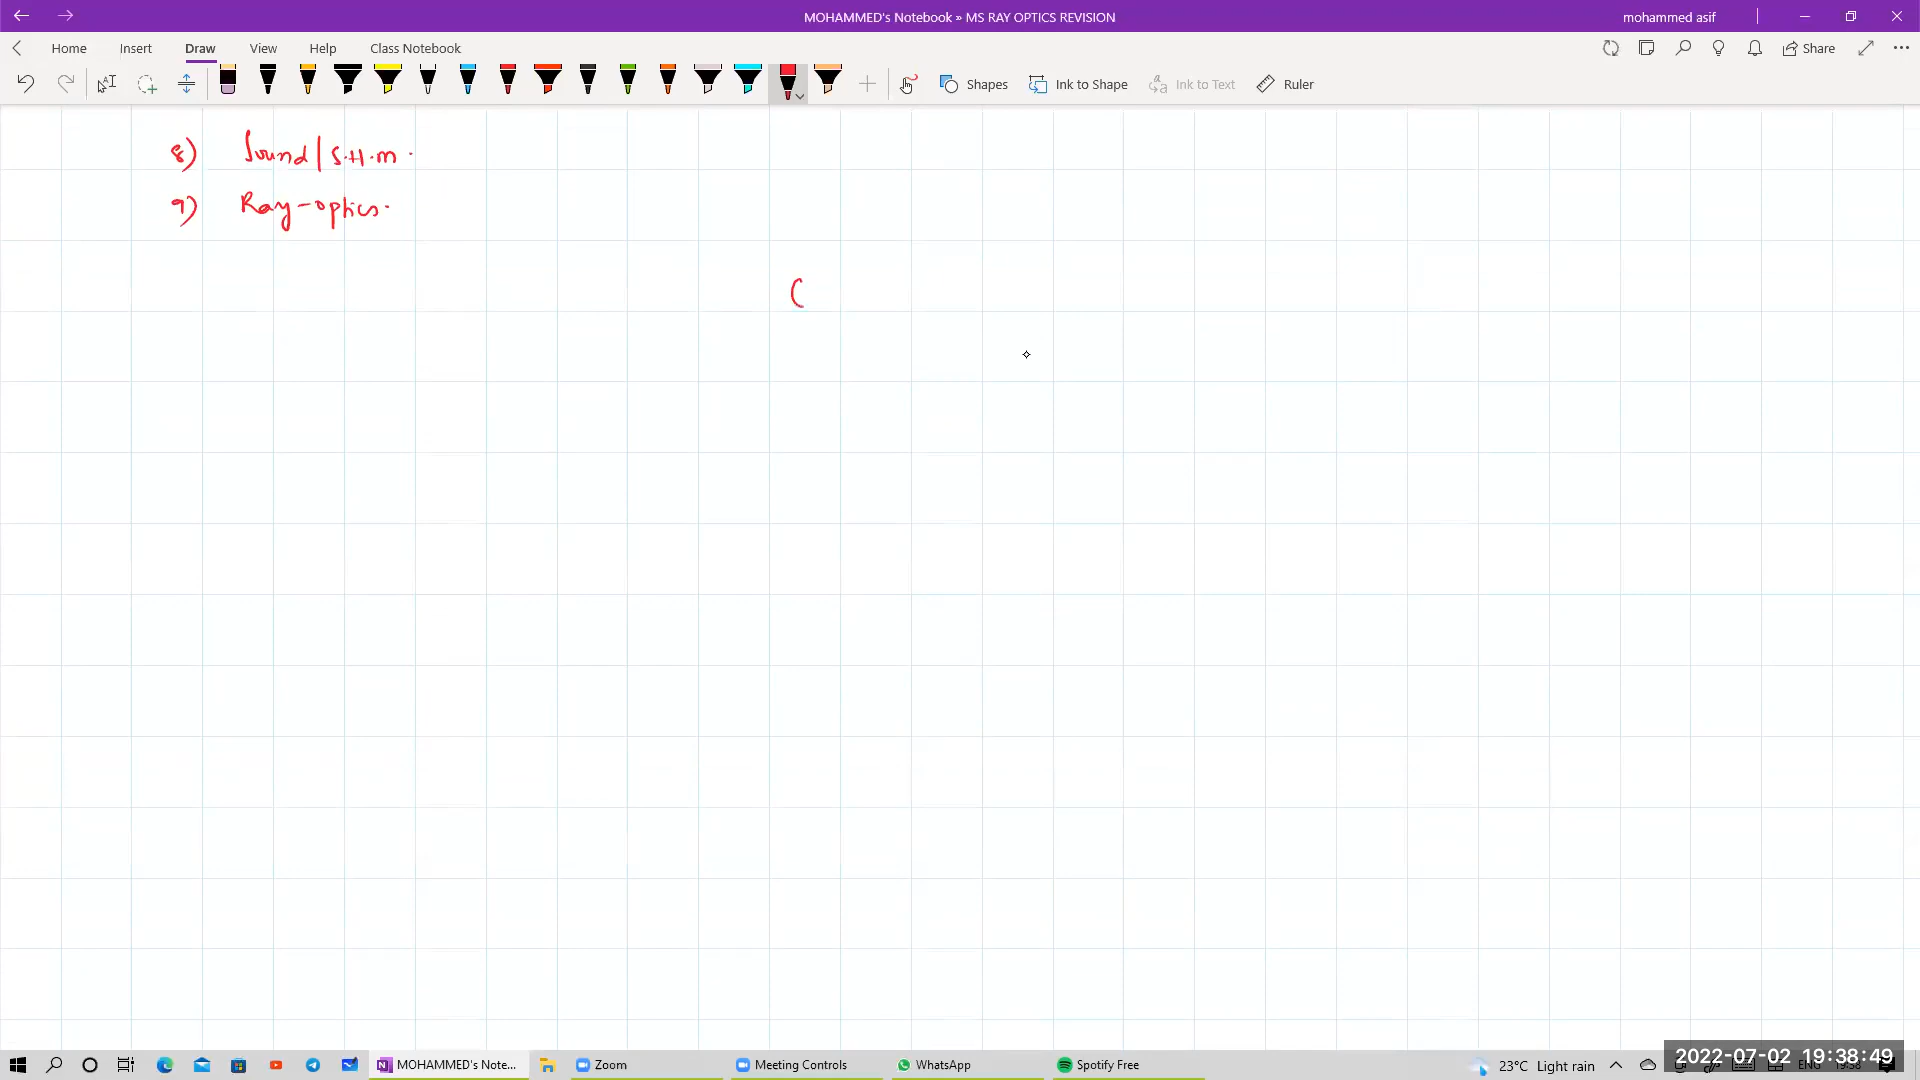 MOHAMMED's Notebook » MS RAY OPTICS REVISION
mohammed asif
Home Insert Draw View Help Class Notebook
Share
Shapes
Ink to Shape
Ink to Text
Ruler
8) Sound | S.H.M.
9) Ray-optics.
(
MOHAMMED's Note...
Zoom
Meeting Controls
WhatsApp
Spotify Free
23°C Light rain
2022-07-02 19:38:49